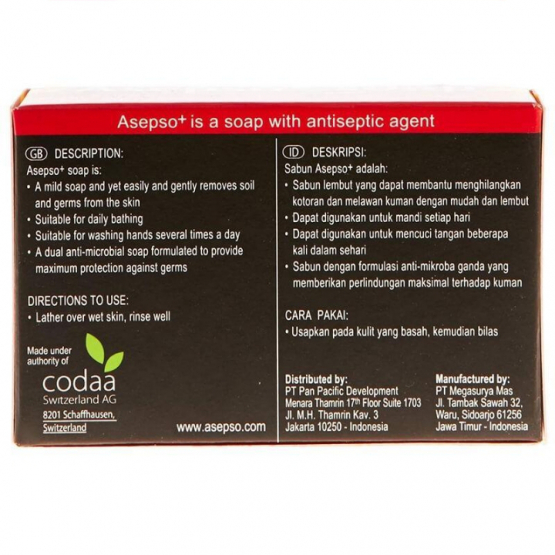 Asepso+ is a soap with antiseptic agent
GB DESCRIPTION:
Asepso+ soap is:
• A mild soap and yet easily and gently removes soil
and germs from the skin
• Suitable for daily bathing
• Suitable for washing hands several times a day
• A dual anti-microbial soap formulated to provide
maximum protection against germs
DIRECTIONS TO USE:
• Lather over wet skin, rinse well
Made under
authority of
codaa
Switzerland AG
8201 Schaffhausen,
Switzerland
www.asepso.com
ID DESKRIPSI:
Sabun Asepso+ adalah:
• Sabun lembut yang dapat membantu menghilangkan
kotoran dan melawan kuman dengan mudah dan lembut
• Dapat digunakan untuk mandi setiap hari
• Dapat digunakan untuk mencuci tangan beberapa
kali dalam sehari
• Sabun dengan formulasi anti-mikroba ganda yang
memberikan perlindungan maksimal terhadap kuman
CARA PAKAI:
• Usapkan pada kulit yang basah, kemudian bilas
Distributed by:
PT Pan Pacific Development
Menara Thamrin 17th Floor Suite 1703
Jl. M.H. Thamrin Kav. 3
Jakarta 10250 - Indonesia
Manufactured by:
PT Megasurya Mas
Jl. Tambak Sawah 32,
Waru, Sidoarjo 61256
Jawa Timur - Indonesia